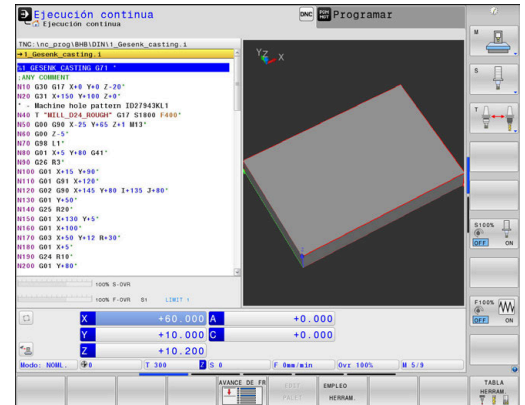 Ejecución continua
Ejecución continua
DNC
Programar
TNC:\nc_prog\BHB\DIN\1_Gesenk_casting.i
→1_Gesenk_casting.i
%1_GESENK_CASTING G71 *
;ANY COMMENT
N10 G30 G17 X+0 Y+0 Z-20*
N20 G31 X+150 Y+100 Z+0*
* - Machine hole pattern ID27943KL1
N40 T "MILL_D24_ROUGH" G17 S1800 F400*
N50 G00 G90 X-25 Y+65 Z+1 M13*
N60 G00 Z-5*
N70 G98 L1*
N80 G01 X+5 Y+80 G41*
N90 G26 R3*
N100 G01 X+15 Y+90*
N110 G01 G91 X+120*
N120 G02 G90 X+145 Y+80 I+135 J+80*
N130 G01 Y+50*
N140 G25 R20*
N150 G01 X+130 Y+5*
N160 G01 X+100*
N170 G03 X+50 Y+12 R+30*
N180 G01 X+5*
N190 G24 R10*
N200 G01 Y+80*
Y Z X
100% S-OVR
100% F-OVR S1 LIMIT 1
X +60.000 A +0.000
Y +10.000 C +0.000
Z +10.200
Modo: NOML. 0 T 300 Z S 0 F 0mm/min Ovr 100% M 5/9
M
S
T
S100%
OFF ON
F100%
OFF ON
AVANCE DE FR
EDIT
PALET
EMPLEO
HERRAM.
TABLA
HERRAM.